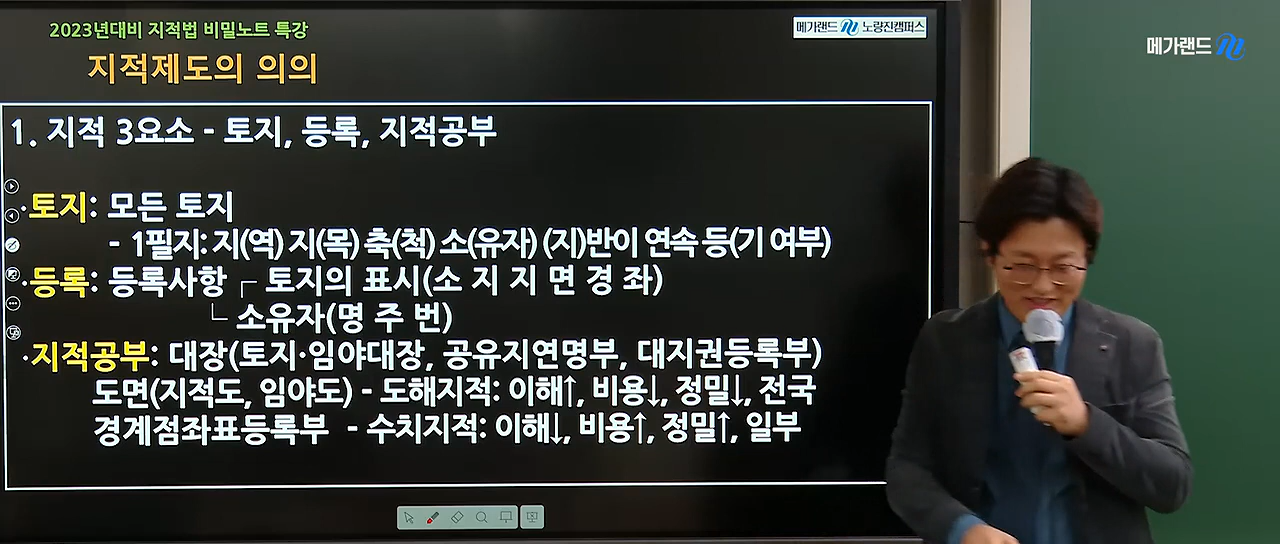 2023년대비 지적법 비밀노트 특강
메가랜드 노량진캠퍼스
메가랜드
지적제도의 의의
1. 지적 3요소 - 토지, 등록, 지적공부
·토지: 모든 토지
- 1필지: 지(역) 지(목) 축(척) 소(유자) (지)반이 연속 등(기 여부)
·등록: 등록사항 ┌ 토지의 표시(소 지 지 면 경 좌)
└ 소유자(명 주 번)
·지적공부: 대장(토지·임야대장, 공유지연명부, 대지권등록부)
도면(지적도, 임야도) - 도해지적: 이해↑, 비용↓, 정밀↓, 전국
경계점좌표등록부 - 수치지적: 이해↓, 비용↑, 정밀↑, 일부